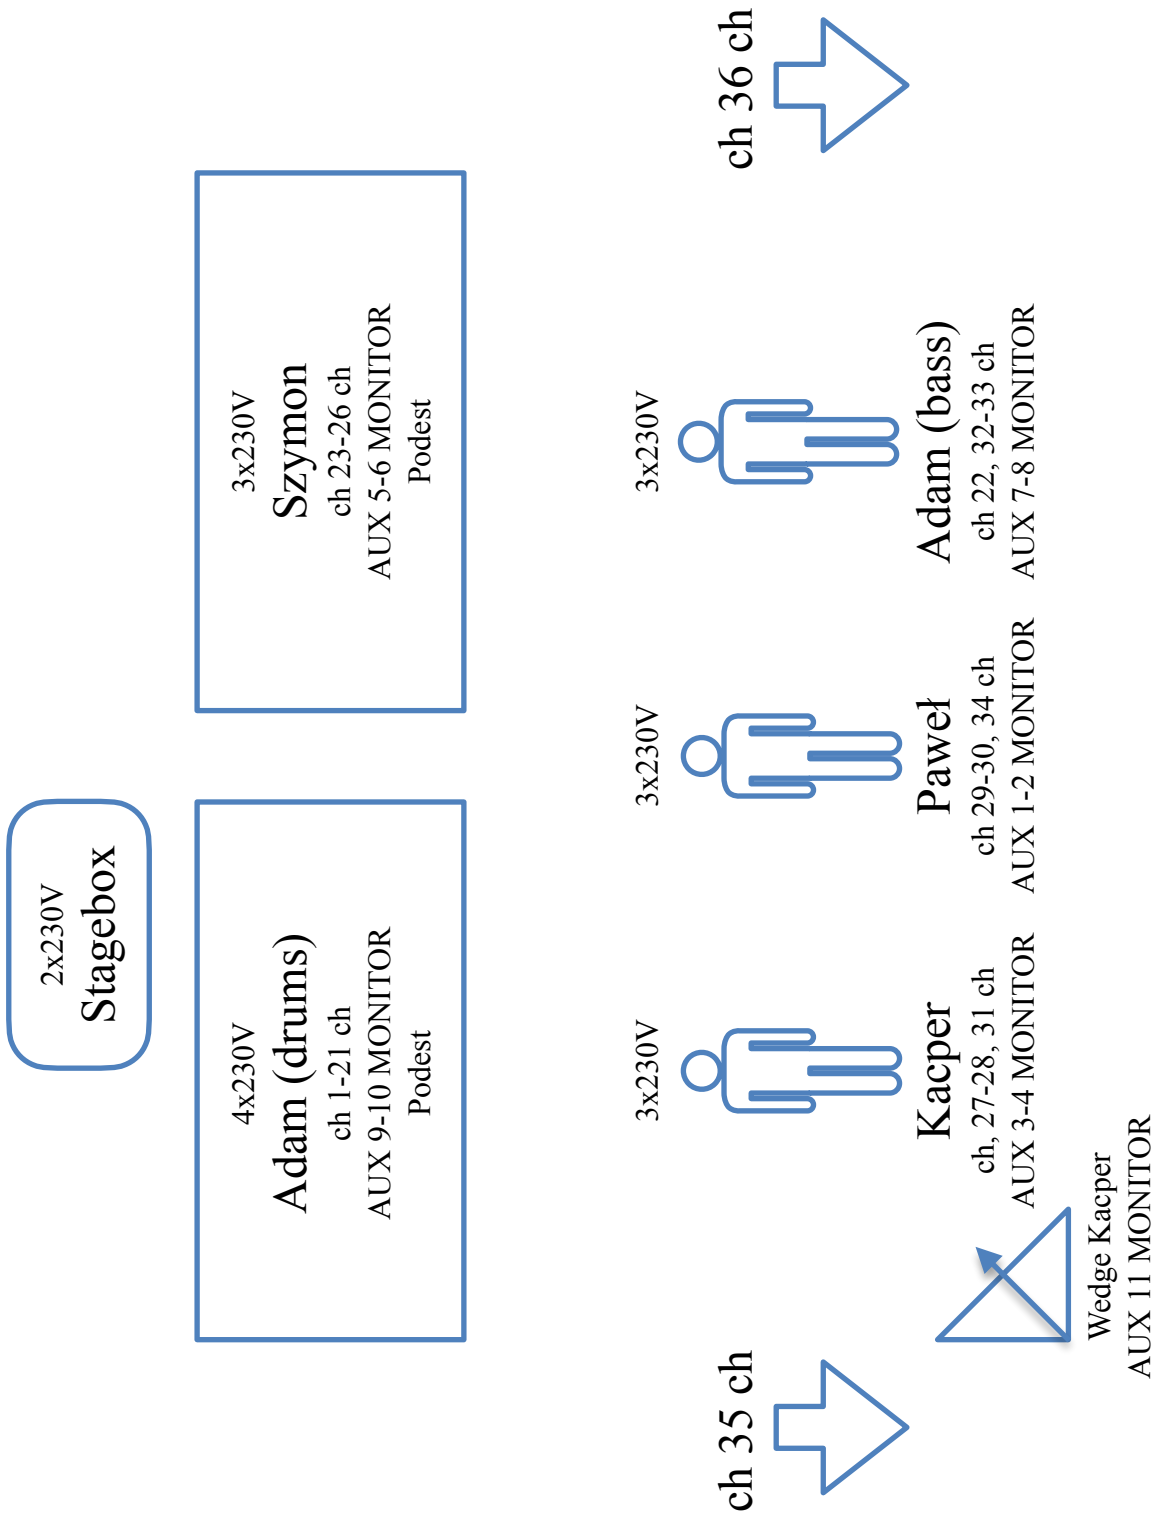 2x230V
Stagebox
4x230V
Adam (drums)
ch 1-21 ch
AUX 9-10 MONITOR
Podest
3x230V
Szymon
ch 23-26 ch
AUX 5-6 MONITOR
Podest
ch 35 ch
3x230V
Kacper
ch, 27-28, 31 ch
AUX 3-4 MONITOR
3x230V
Paweł
ch 29-30, 34 ch
AUX 1-2 MONITOR
3x230V
Adam (bass)
ch 22, 32-33 ch
AUX 7-8 MONITOR
ch 36 ch
Wedge Kacper
AUX 11 MONITOR